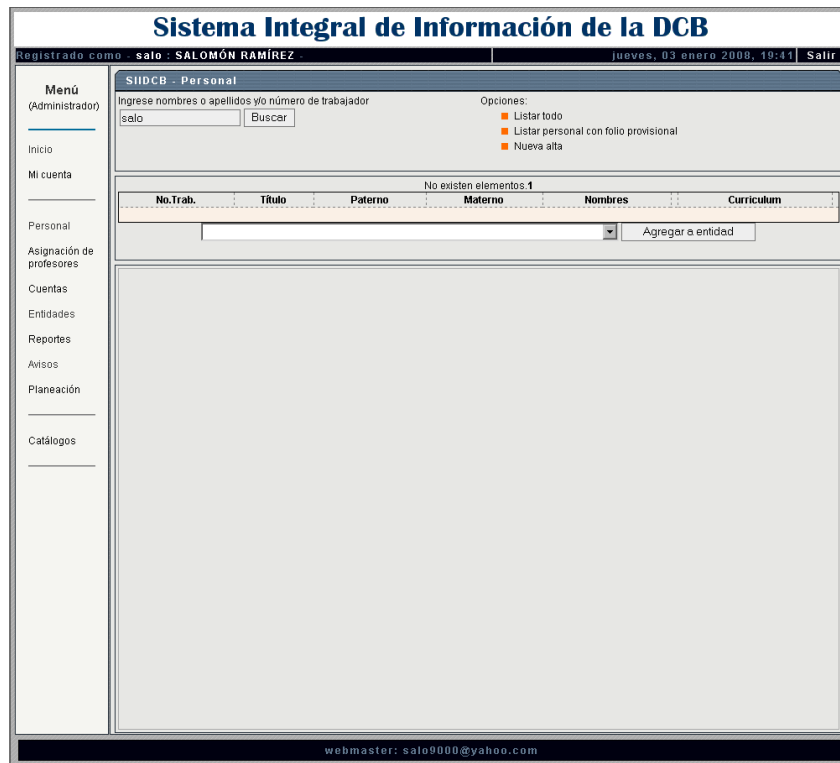 Sistema Integral de Información de la DCB
Registrado como - salo : SALOMÓN RAMÍREZ - jueves, 03 enero 2008, 19:41 Salir
Menú
(Administrador)
Inicio
Mi cuenta
Personal
Asignación de
profesores
Cuentas
Entidades
Reportes
Avisos
Planeación
Catálogos
SIIDCB - Personal
Ingrese nombres o apellidos y/o número de trabajador
salo Buscar
Opciones:
Listar todo
Listar personal con folio provisional
Nueva alta
No existen elementos.1
No.Trab. Título Paterno Materno Nombres Curriculum
Agregar a entidad
webmaster: salo9000@yahoo.com